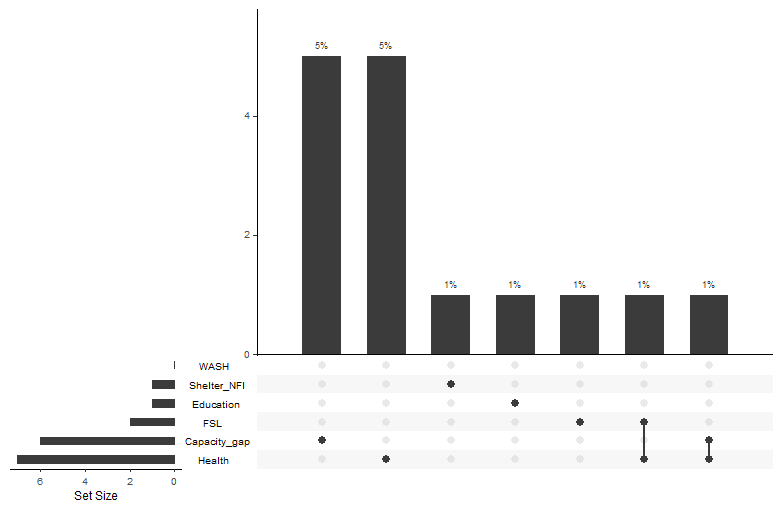 5% 5%
4
2
1% 1% 1% 1% 1%
0
WASH
Shelter_NFI
Education
FSL
Capacity_gap
Health
6 4 2 0
Set Size